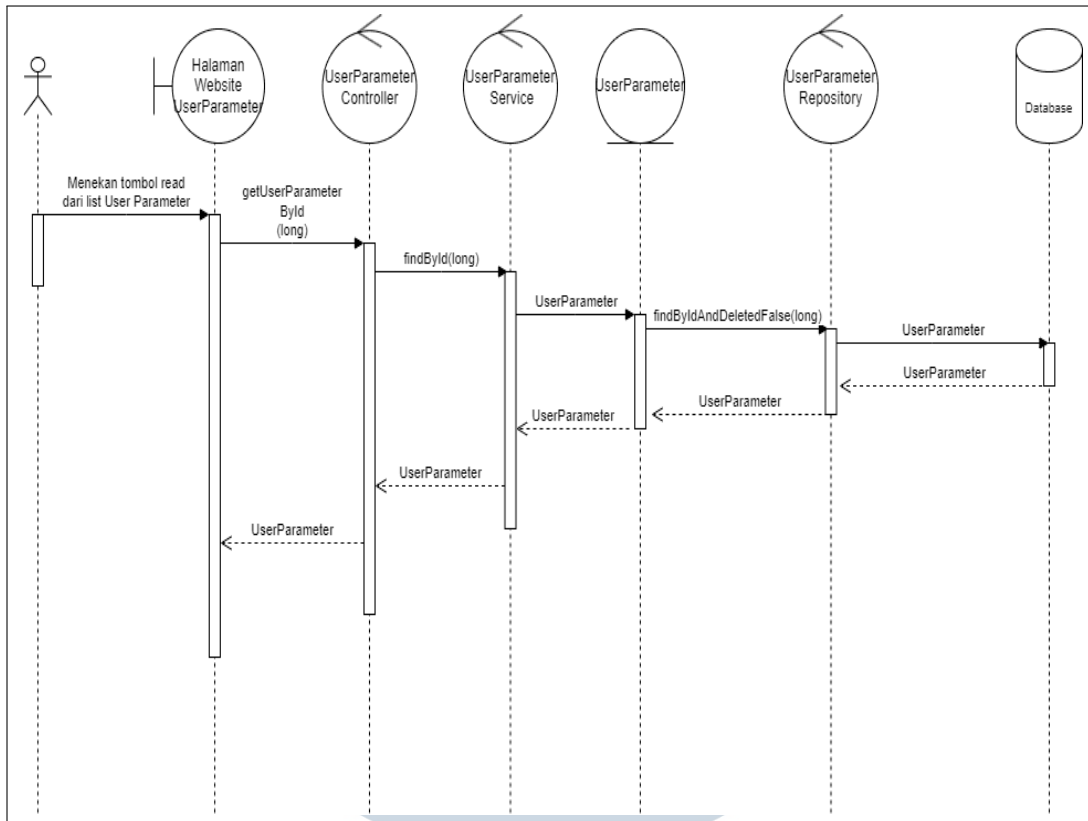 Halaman
Website
UserParameter
UserParameter
Controller
UserParameter
Service
UserParameter
UserParameter
Repository
Database
Menekan tombol read
dari list User Parameter
getUserParameter
ById
(long)
findById(long)
UserParameter
findByIdAndDeletedFalse(long)
UserParameter
UserParameter
UserParameter
UserParameter
UserParameter
UserParameter